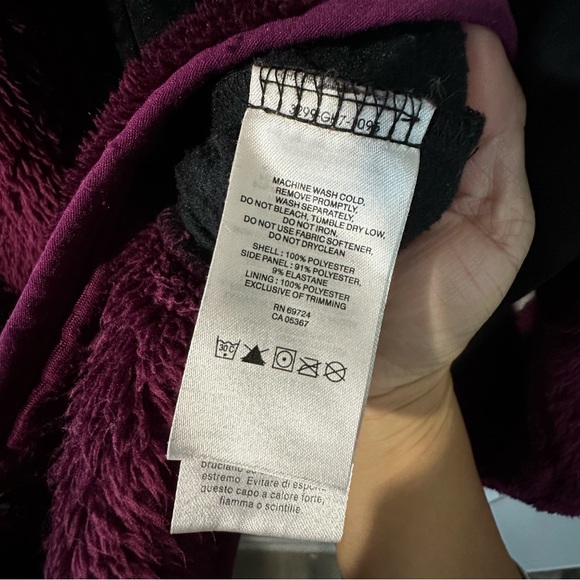 MACHINE WASH COLD.
REMOVE PROMPTLY.
WASH SEPARATELY.
DO NOT BLEACH, TUMBLE DRY LOW.
DO NOT IRON.
DO NOT USE FABRIC SOFTENER.
DO NOT DRYCLEAN
SHELL : 100% POLYESTER
SIDE PANEL : 91% POLYESTER,
9% ELASTANE
LINING : 100% POLYESTER
EXCLUSIVE OF TRIMMING
RN 69724
CA 05367
30 C
estremo. Evitare di
questo capo a calore forte,
fiamma o scintille.